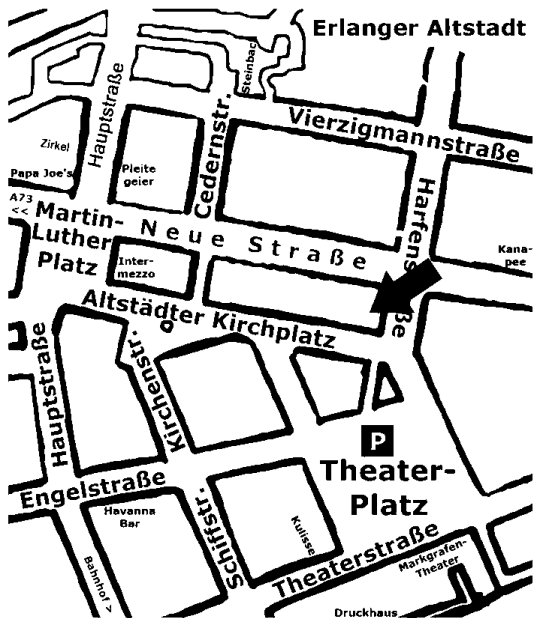 Erlanger Altstadt
Steinbach
Hauptstraße
Cedernstr.
Vierzigmannstraße
Zirkel
Papa Joe's
Pleite
geier
Harfenstraße
A73
<<
Martin-
Luther
Platz
Neue Straße
Kana-
pee
Inter-
mezzo
Altstädter Kirchplatz
Hauptstraße
Kirchenstr.
P
Theater-
Platz
Engelstraße
Havanna
Bar
Schiffstr.
Kulisse
Theaterstraße
Markgrafen-
Theater
Bahnhof >
Druckhaus